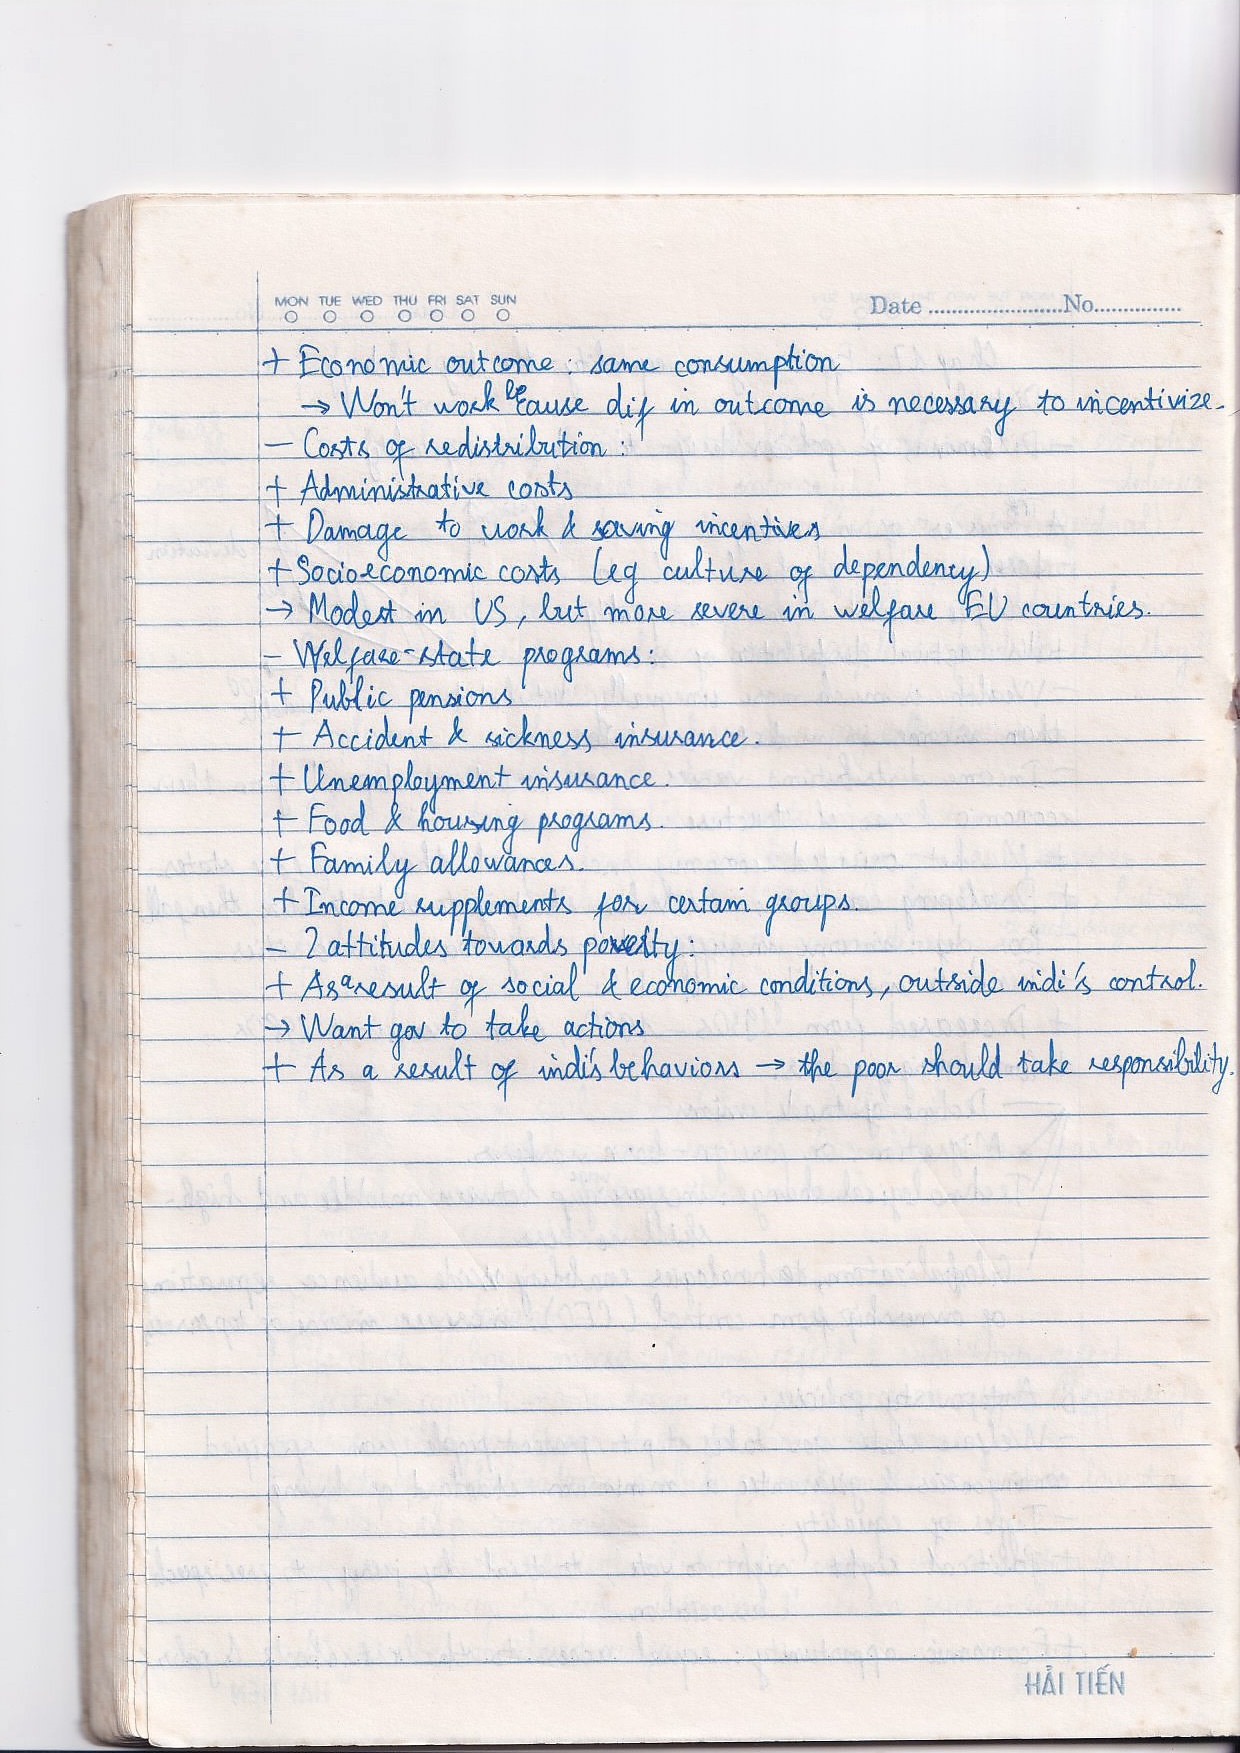 MON TUE WED THU FRI SAT SUN
Date ........................No...............
+ Economic outcome : same consumption
→ Won't work because dif in outcome is necessary to incentivize.
- Costs of redistribution :
+ Administrative costs
+ Damage to work & saving incentives
+ Socioeconomic costs (eg culture of dependency)
→ Modest in US, but more severe in welfare EU countries.
- Welfare-state programs:
+ Public pensions
+ Accident & sickness insurance.
+ Unemployment insurance.
+ Food & housing programs.
+ Family allowances.
+ Income supplements for certain groups.
- 2 attitudes towards poverty:
+ As a result of social & economic conditions, outside indi's control.
→ Want gov to take actions
+ As a result of indi's behaviors → the poor should take responsibility.
HẢI TIẾN